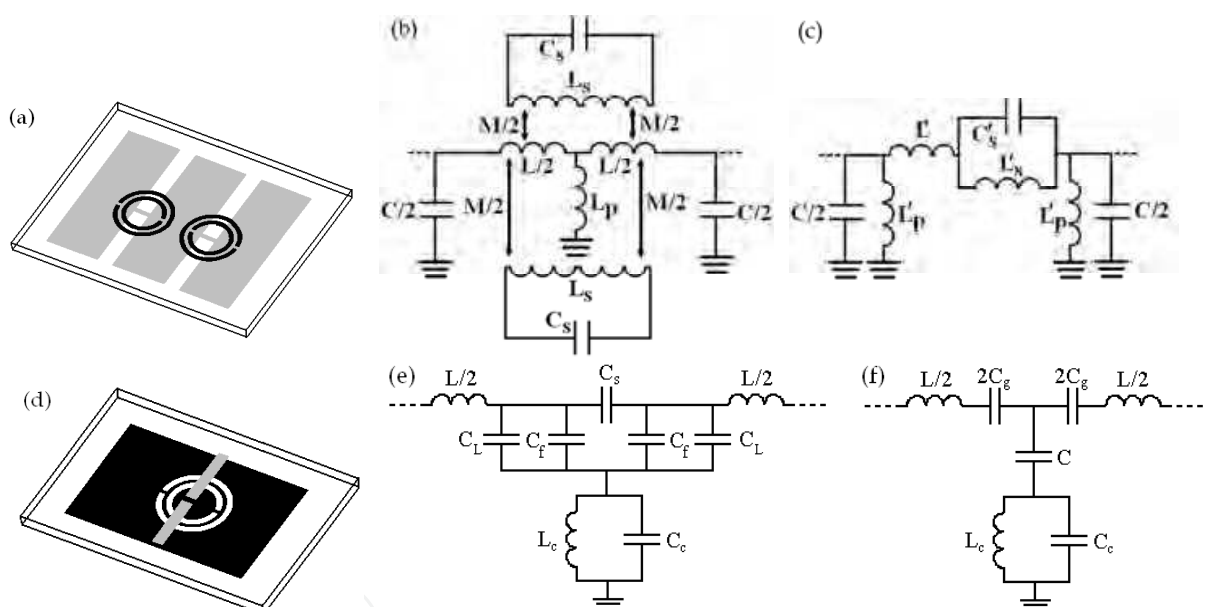 (a)
(b)
C_s
L_s
M/2 M/2
L/2 L/2
C/2 M/2 L_p M/2 C/2
L_s
C_s
(c)
L' C'_s
L'_s
C/2 L'_p L'_p C/2
(d)
(e)
L/2 C_s L/2
C_L C_f C_f C_L
L_c C_c
(f)
L/2 2C_g 2C_g L/2
C
L_c C_c